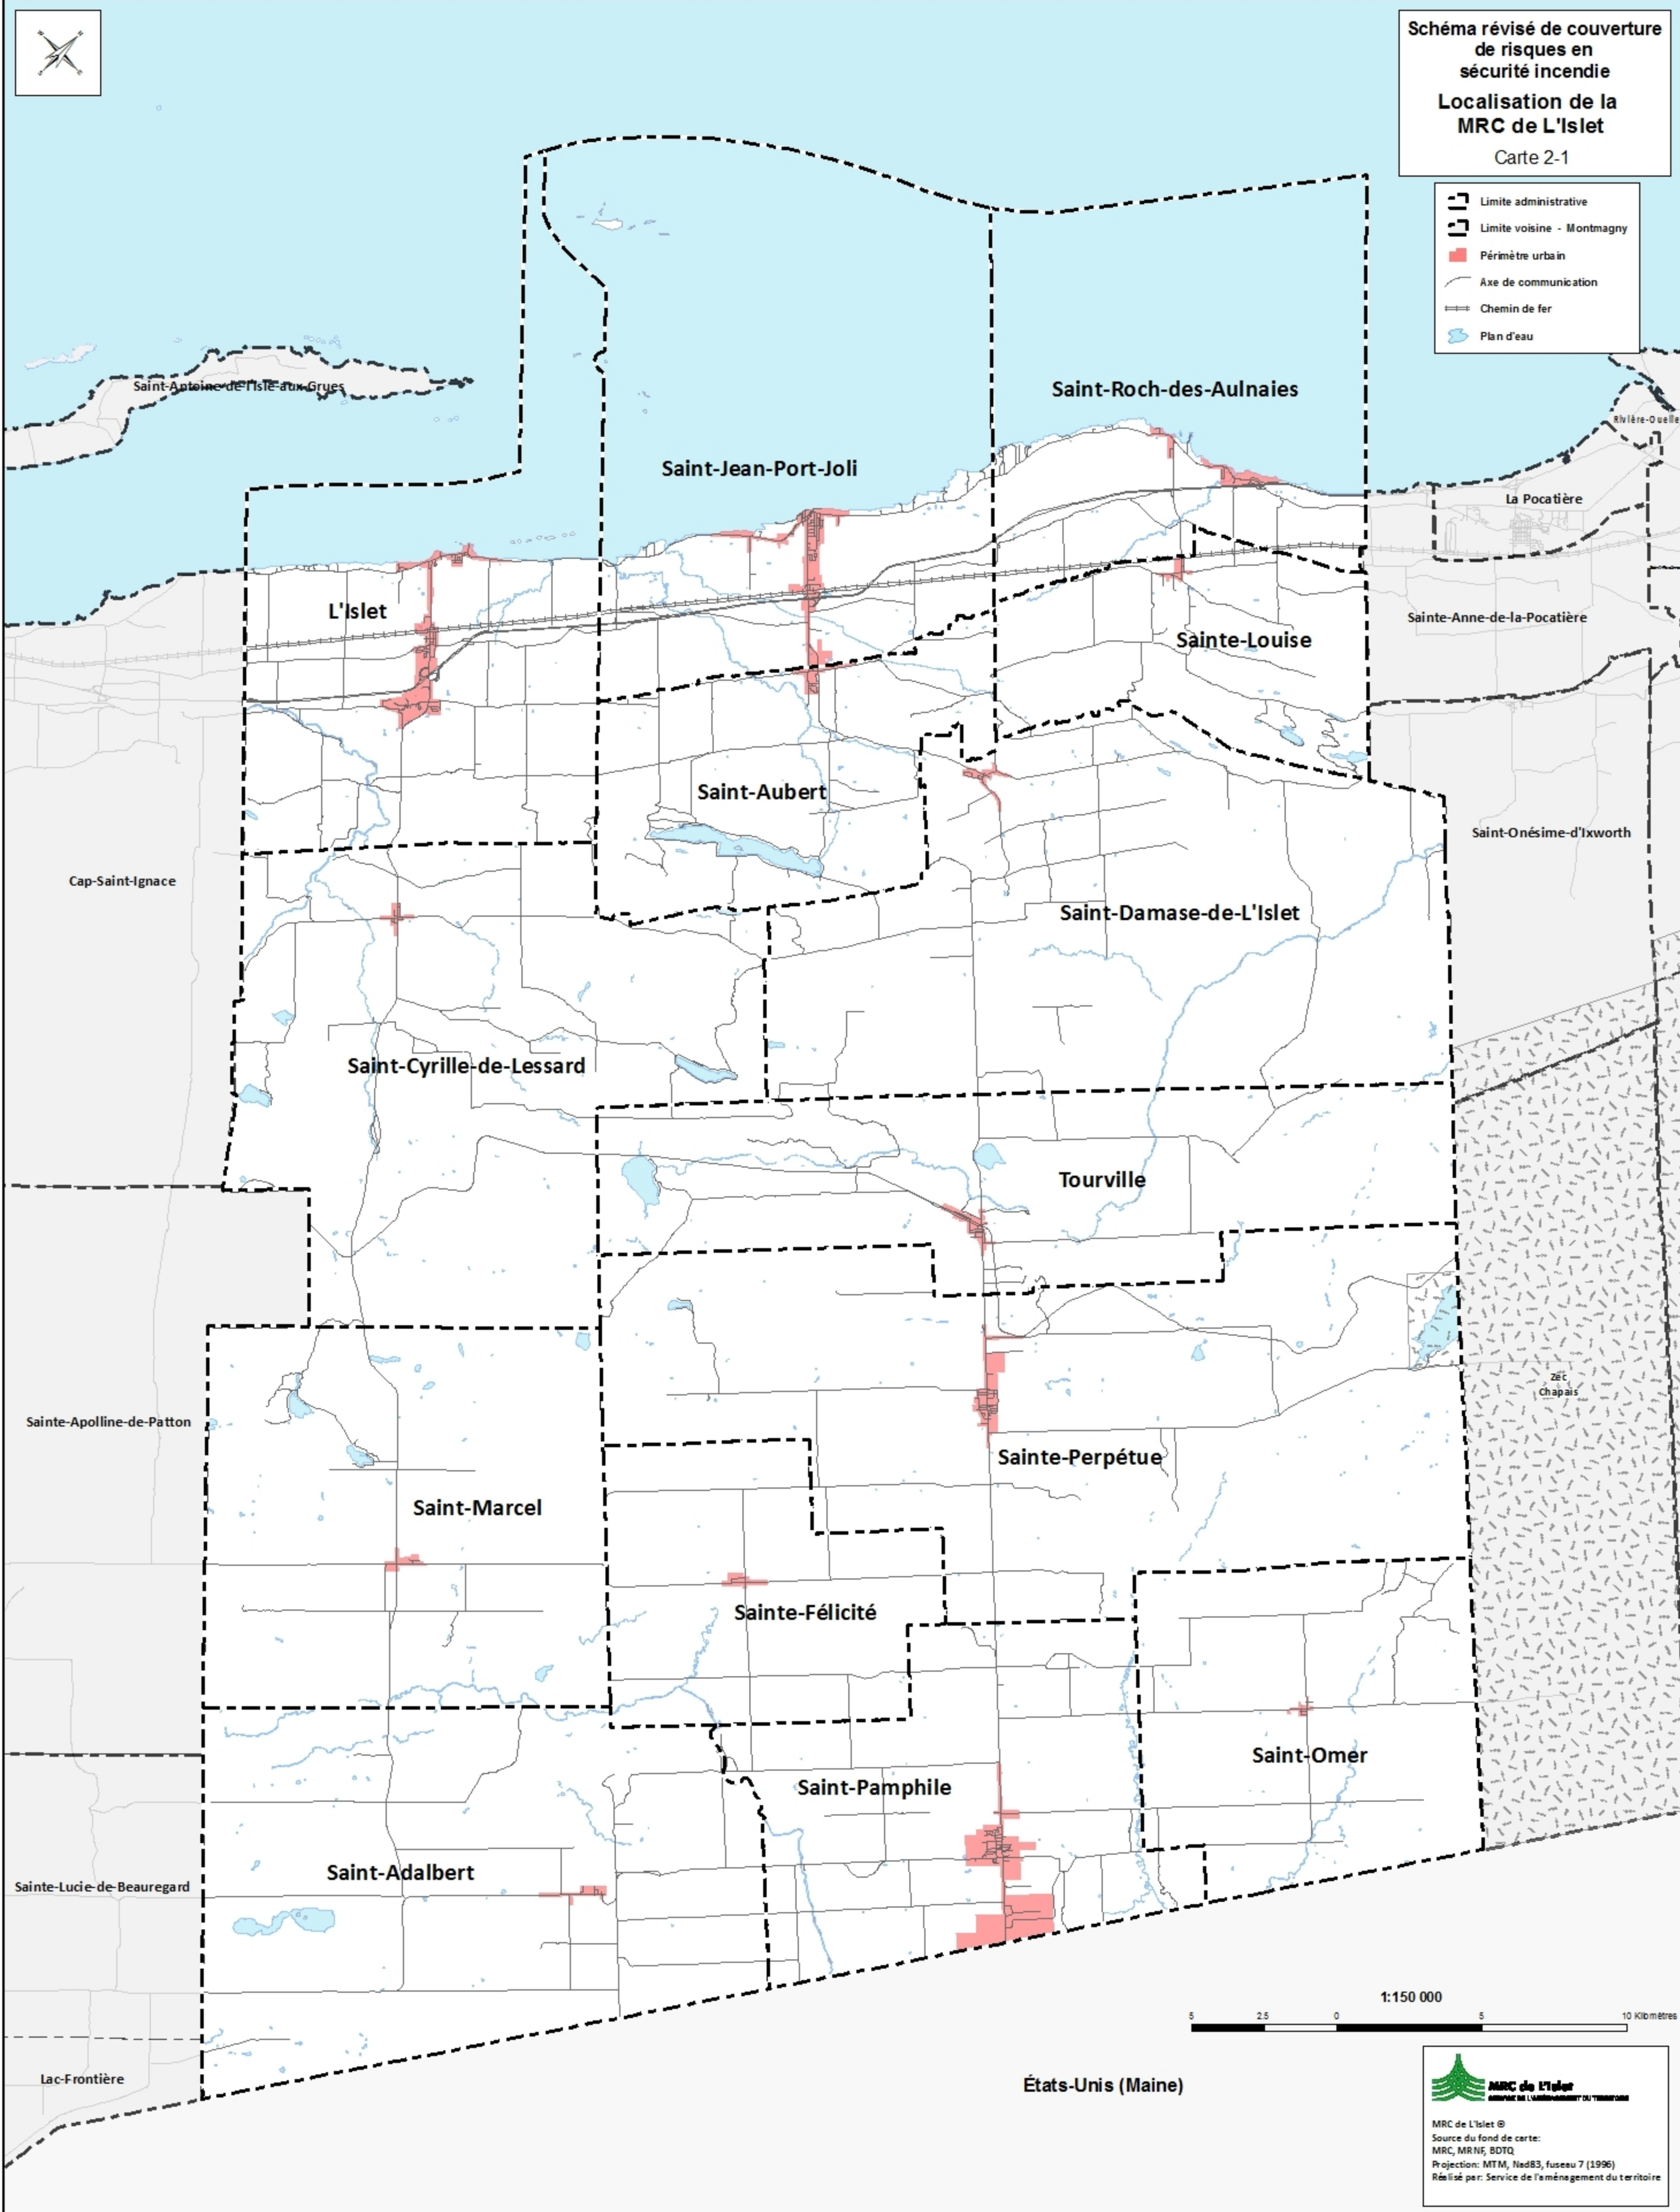 Schéma révisé de couverture
de risques en
sécurité incendie
Localisation de la
MRC de L'Islet
Carte 2-1
Limite administrative
Limite voisine - Montmagny
Périmètre urbain
Axe de communication
Chemin de fer
Plan d'eau
Saint-Antoine-de-l'Isle-aux-Grues
Saint-Roch-des-Aulnaies
Rivière-Ouelle
Saint-Jean-Port-Joli
La Pocatière
L'Islet
Sainte-Anne-de-la-Pocatière
Sainte-Louise
Saint-Aubert
Saint-Onésime-d'Ixworth
Cap-Saint-Ignace
Saint-Damase-de-L'Islet
Saint-Cyrille-de-Lessard
Tourville
Zec
Chapais
Sainte-Apolline-de-Patton
Sainte-Perpétue
Saint-Marcel
Sainte-Félicité
Saint-Omer
Saint-Pamphile
Saint-Adalbert
Sainte-Lucie-de-Beauregard
1:150 000
5 2.5 0 5 10 Kilomètres
Lac-Frontière
États-Unis (Maine)
MRC de L'Islet
SERVICE DE L'AMÉNAGEMENT DU TERRITOIRE
MRC de L'Islet ©
Source du fond de carte:
MRC, MRNF, BDTQ
Projection: MTM, Nad83, fuseau 7 (1996)
Réalisé par: Service de l'aménagement du territoire